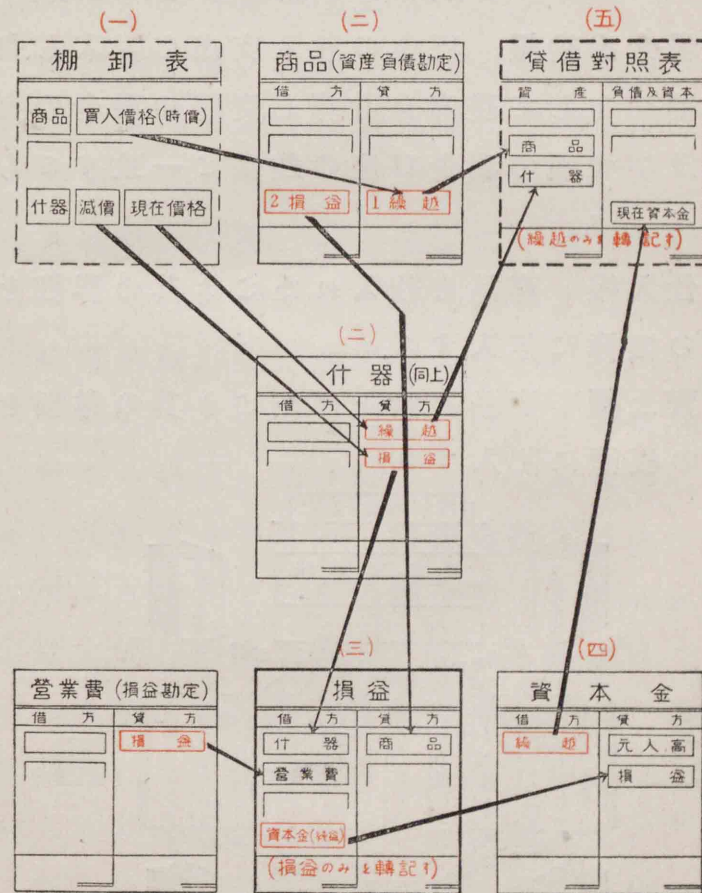 (一)
棚卸表
商品 買入價格(時價)
什器 減價 現在價格
(二)
商品(資産負債勘定)
借方 貸方
2 損益 1 繰越
(五)
貸借對照表
資産 負債及資本
商品
什器
現在資本金
(繰越のみを轉記す)
(二)
什器(同上)
借方 貸方
繰越
損益
營業費(損益勘定)
借方 貸方
損益
(三)
損益
借方 貸方
什器 商品
營業費
資本金(純益)
(損益のみを轉記す)
(四)
資本金
借方 貸方
繰越 元入高
損益